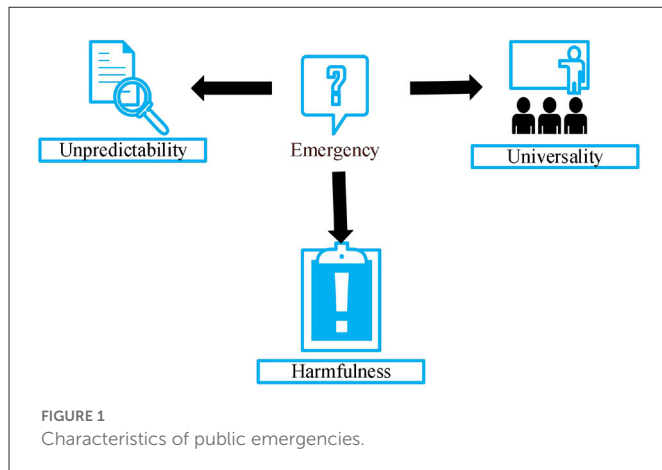 Unpredictability
Emergency
Universality
Harmfulness
FIGURE 1
Characteristics of public emergencies.